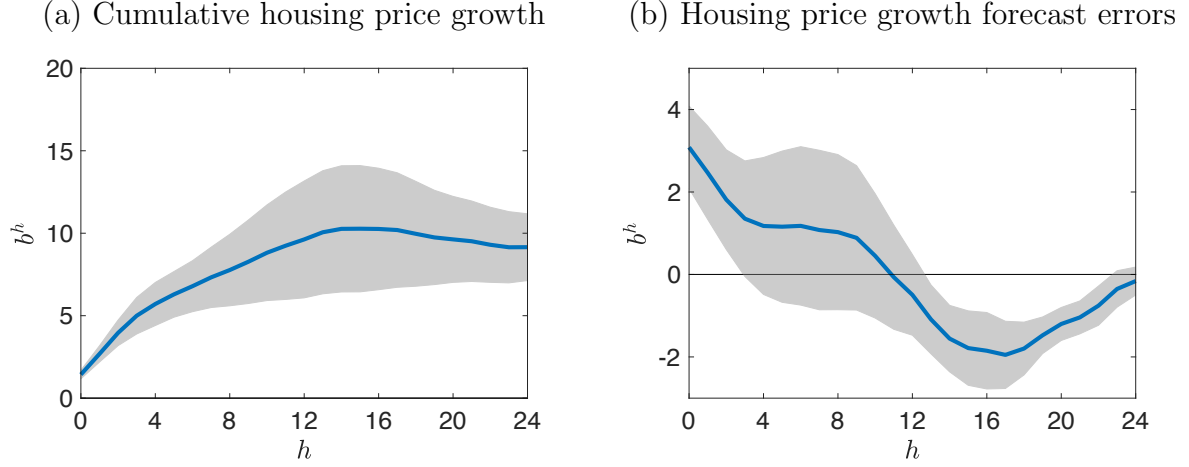 (a) Cumulative housing price growth
20
15
10
5
0
b^h
0 4 8 12 16 20 24
h
(b) Housing price growth forecast errors
4
2
0
-2
b^h
0 4 8 12 16 20 24
h